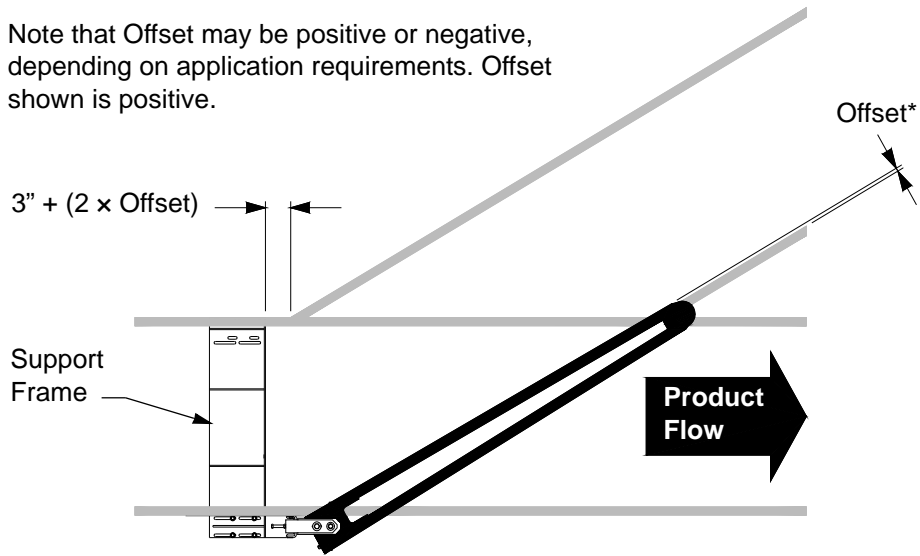 Note that Offset may be positive or negative,
depending on application requirements. Offset
shown is positive.
Offset*
3” + (2 × Offset)
Support
Frame
Product
Flow